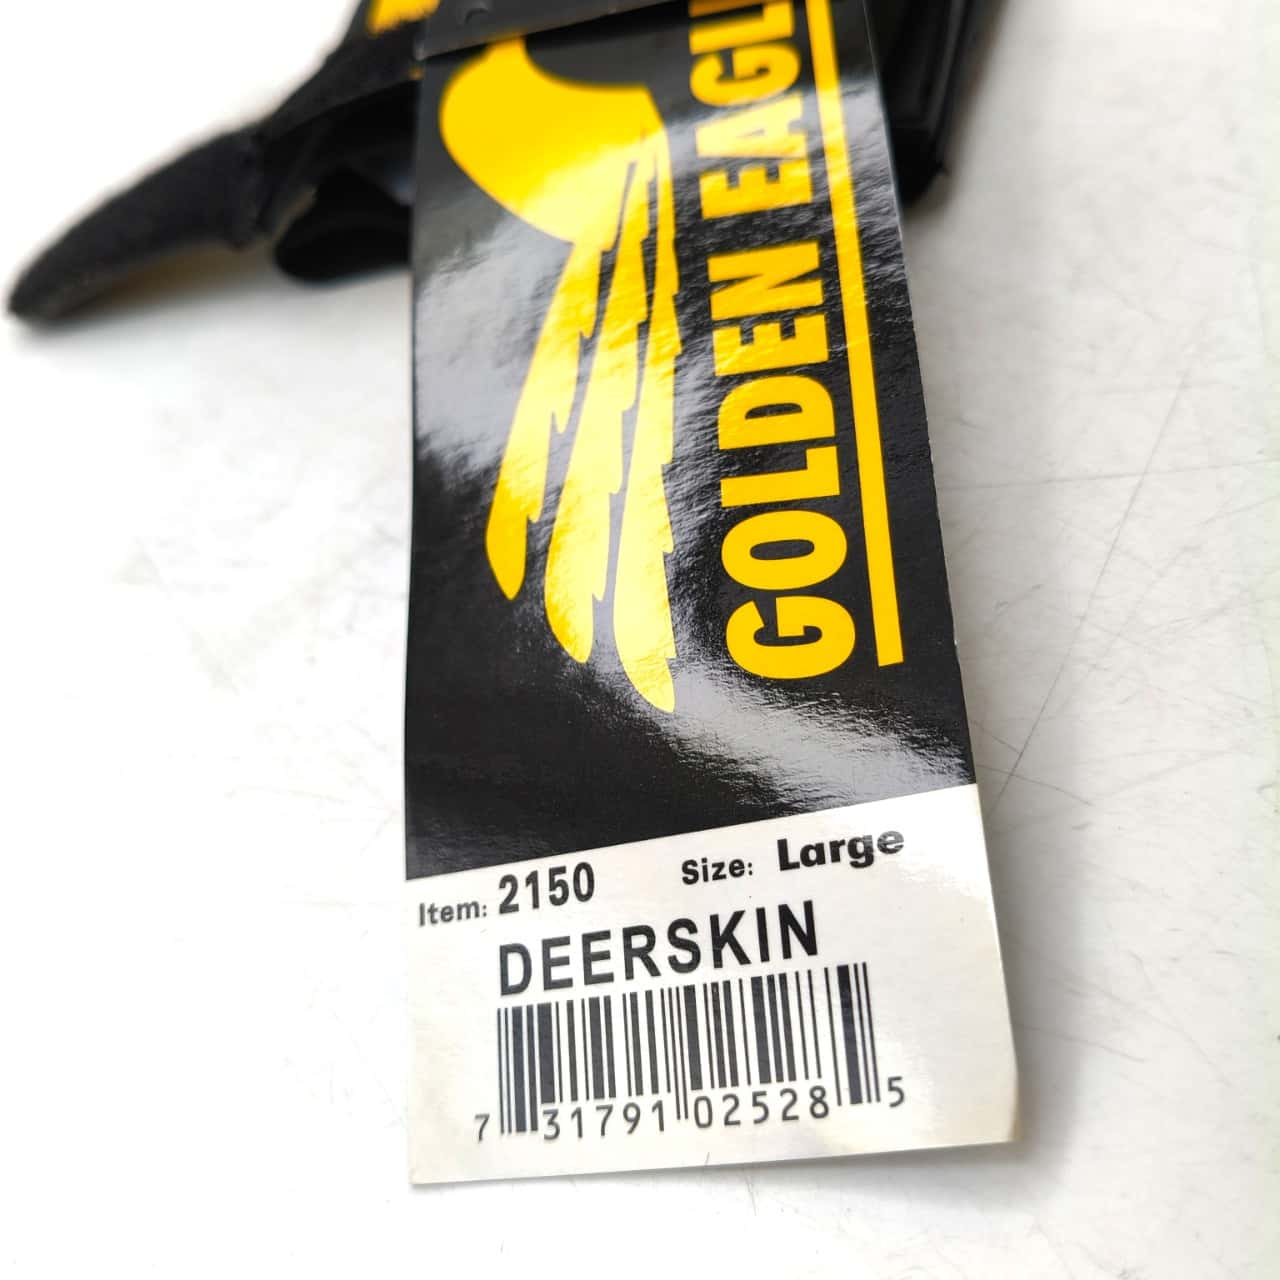 GOLDEN EAGL
Item: 2150 Size: Large
DEERSKIN
7 31791 02528 5